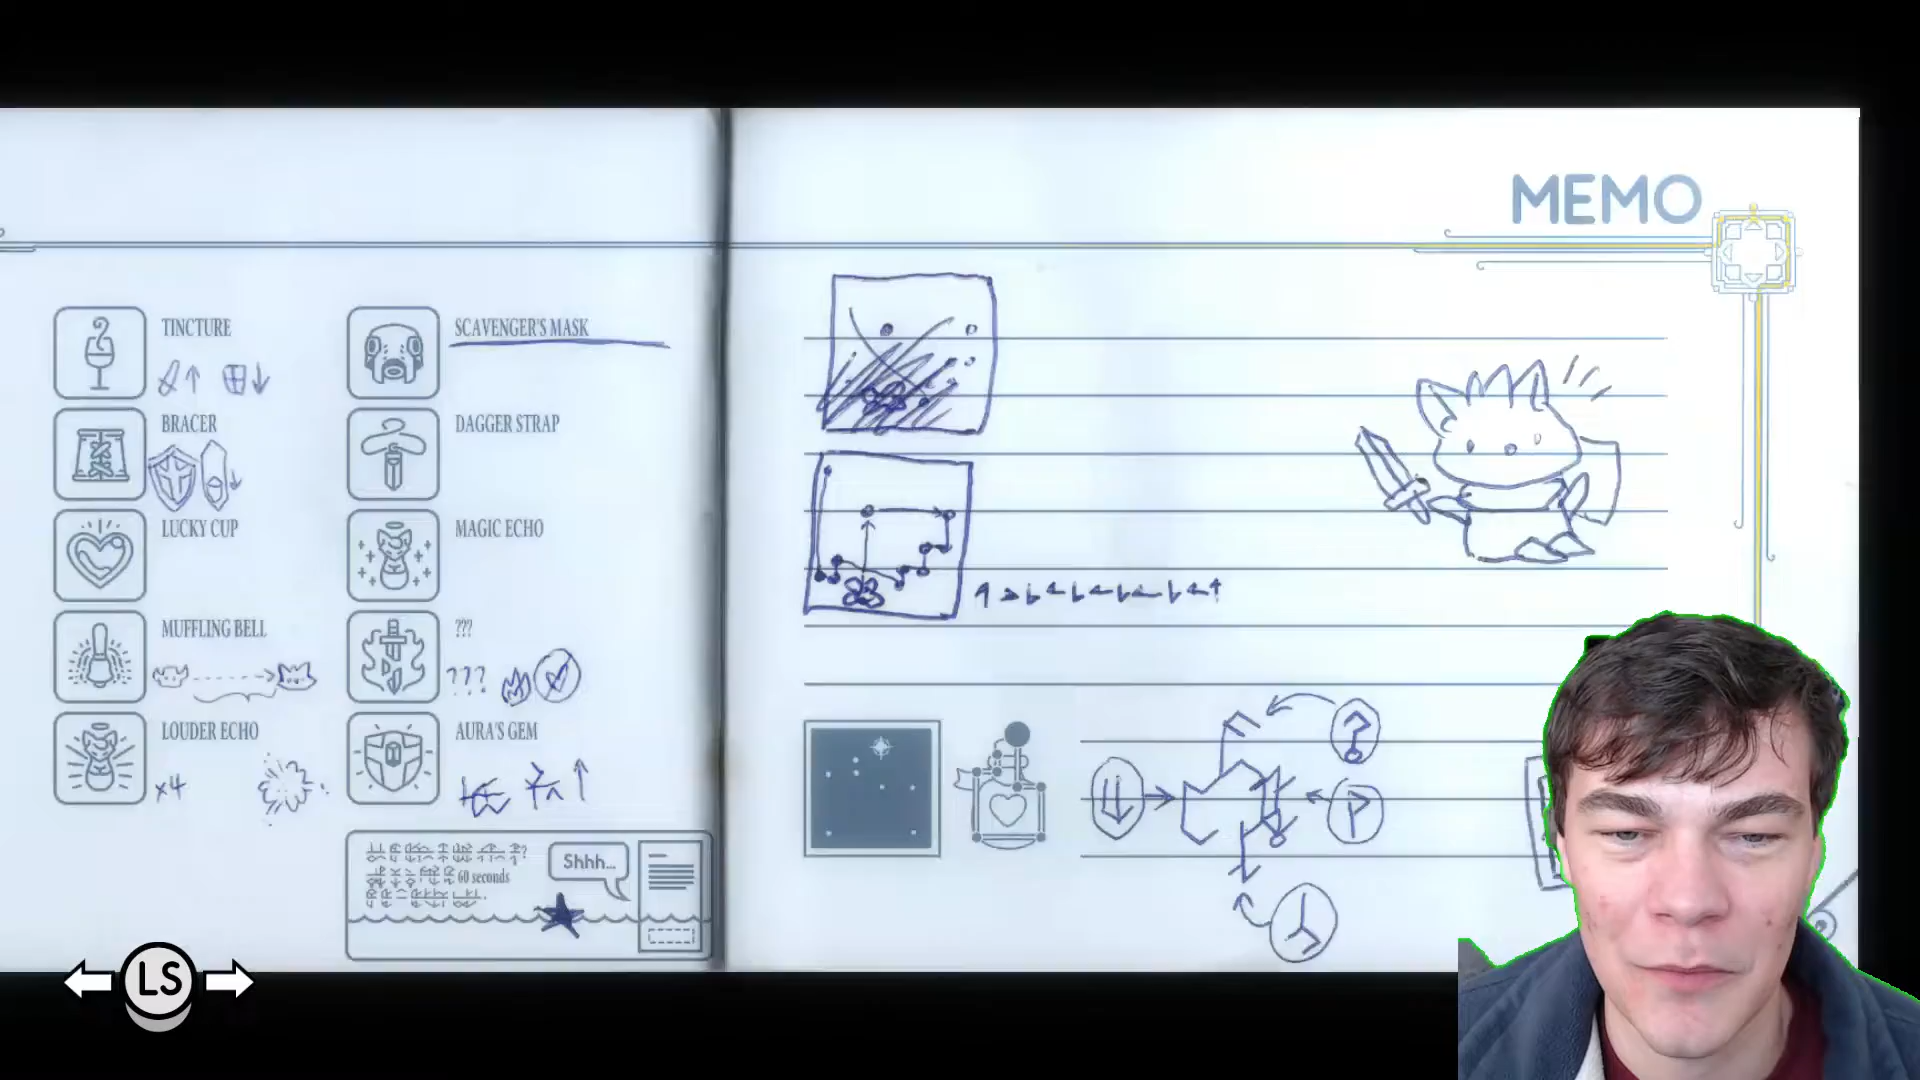 MEMO
TINCTURE
SCAVENGER'S MASK
BRACER
DAGGER STRAP
LUCKY CUP
MAGIC ECHO
MUFFLING BELL
???
???
LOUDER ECHO
x4
AURA'S GEM
Shhh...
60 seconds
LS